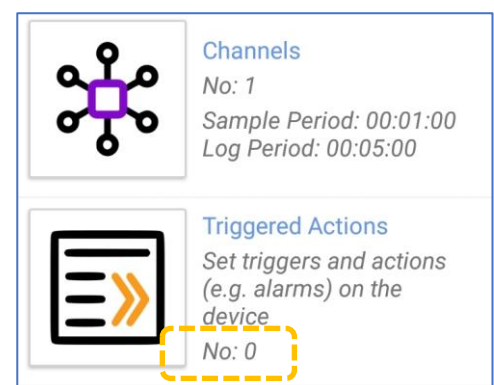 Channels
No: 1
Sample Period: 00:01:00
Log Period: 00:05:00
Triggered Actions
Set triggers and actions
(e.g. alarms) on the
device
No: 0